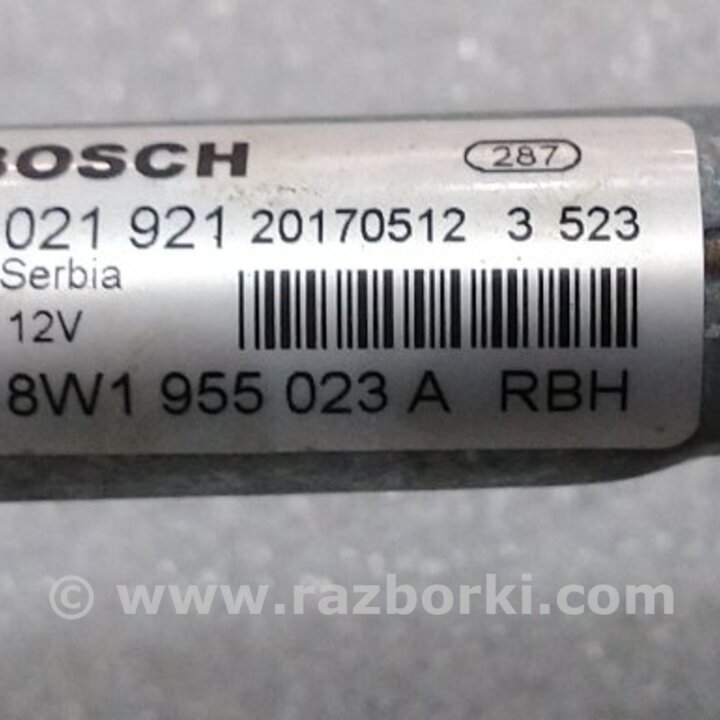 BOSCH 287
021 921 20170512 3 523
Serbia
12V
8W1 955 023 A RBH
© www.razborki.com